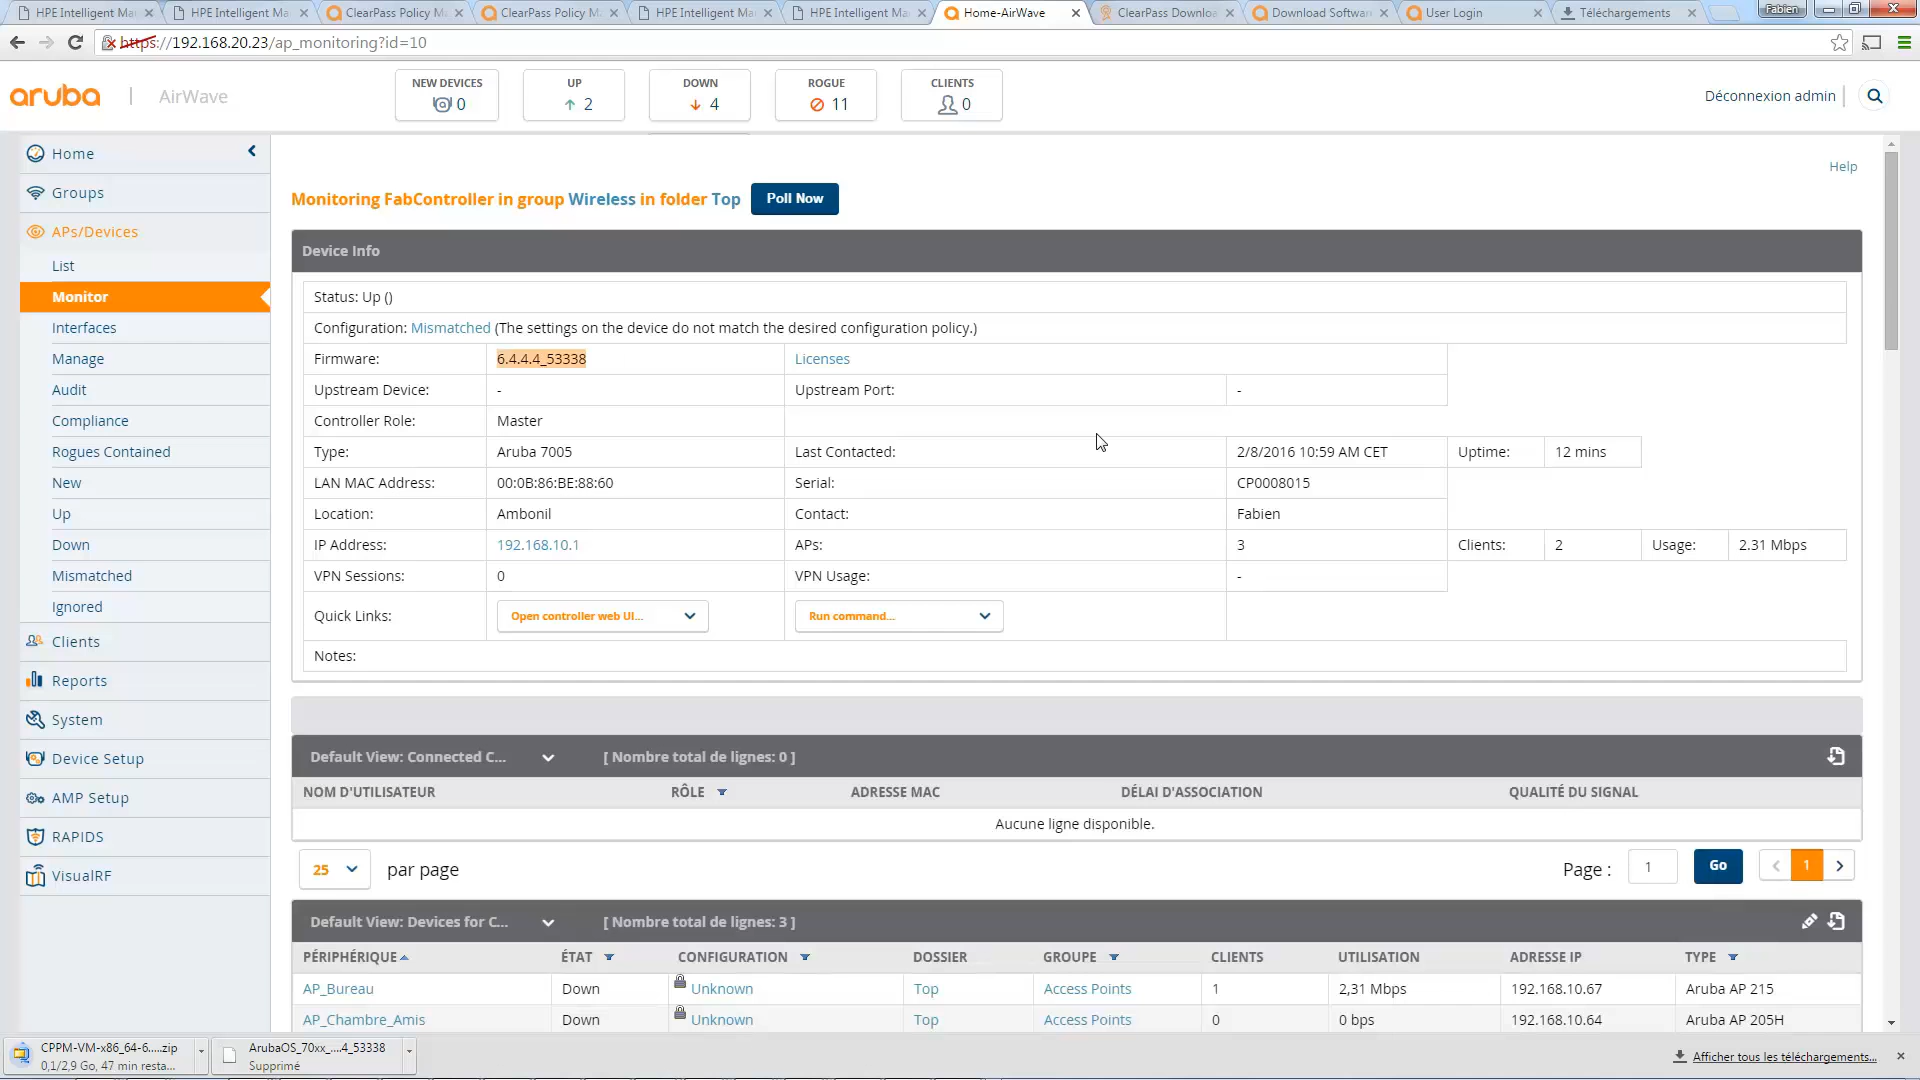 HPE Intelligent Ma
HPE Intelligent Ma
ClearPass Policy M
ClearPass Policy M
HPE Intelligent Ma
HPE Intelligent Ma
Home-AirWave
ClearPass Downlo
Download Softwar
User Login
Téléchargements
Fabien
https://192.168.20.23/ap_monitoring?id=10
aruba | AirWave
NEW DEVICES
0
UP
2
DOWN
4
ROGUE
11
CLIENTS
0
Déconnexion admin
Home
Groups
APs/Devices
List
Monitor
Interfaces
Manage
Audit
Compliance
Rogues Contained
New
Up
Down
Mismatched
Ignored
Clients
Reports
System
Device Setup
AMP Setup
RAPIDS
VisualRF
Help
Monitoring FabController in group Wireless in folder Top
Poll Now
Device Info
Status: Up ()
Configuration: Mismatched (The settings on the device do not match the desired configuration policy.)
Firmware: 6.4.4.4_53338 Licenses
Upstream Device: - Upstream Port: -
Controller Role: Master
Type: Aruba 7005 Last Contacted: 2/8/2016 10:59 AM CET Uptime: 12 mins
LAN MAC Address: 00:0B:86:BE:88:60 Serial: CP0008015
Location: Ambonil Contact: Fabien
IP Address: 192.168.10.1 APs: 3 Clients: 2 Usage: 2.31 Mbps
VPN Sessions: 0 VPN Usage: -
Quick Links: Open controller web UI... Run command...
Notes:
Default View: Connected C... [ Nombre total de lignes: 0 ]
NOM D'UTILISATEUR RÔLE ADRESSE MAC DÉLAI D'ASSOCIATION QUALITÉ DU SIGNAL
Aucune ligne disponible.
25 par page Page : 1 Go < 1 >
Default View: Devices for C... [ Nombre total de lignes: 3 ]
PÉRIPHÉRIQUE ÉTAT CONFIGURATION DOSSIER GROUPE CLIENTS UTILISATION ADRESSE IP TYPE
AP_Bureau Down Unknown Top Access Points 1 2,31 Mbps 192.168.10.67 Aruba AP 215
AP_Chambre_Amis Down Unknown Top Access Points 0 0 bps 192.168.10.64 Aruba AP 205H
CPPM-VM-x86_64-6.....zip
0,1/2,9 Go, 47 min resta...
ArubaOS_70xx_....4_53338
Supprimé
Afficher tous les téléchargements...